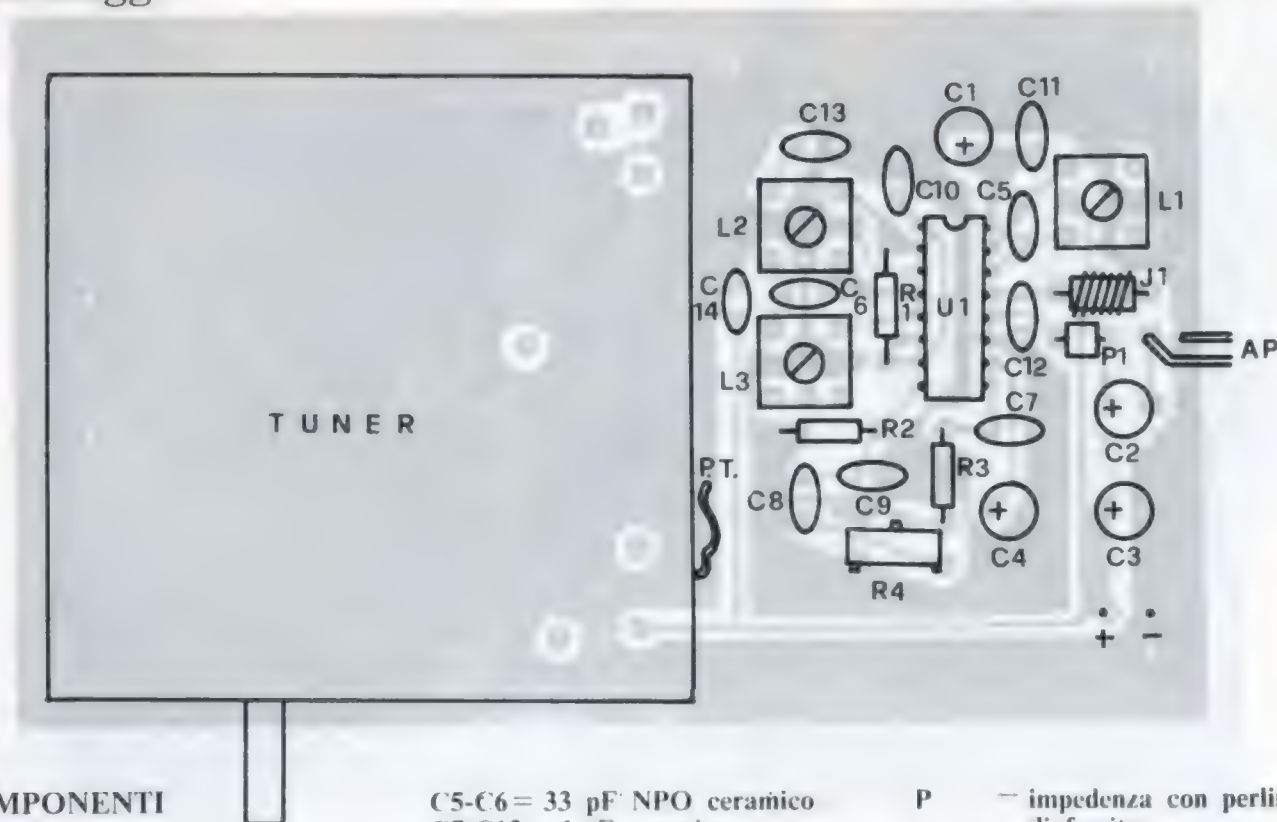 C1
C11
C13
C10
C5
L1
L2
C
14
C
6
R
1
U1
J1
L3
C12
P1
AP
C7
R2
C2
P.T.
R3
C8
C9
C4
C3
R4
+
-
TUNER
C5-C6= 33 pF NPO ceramico
P — impedenza con perlin